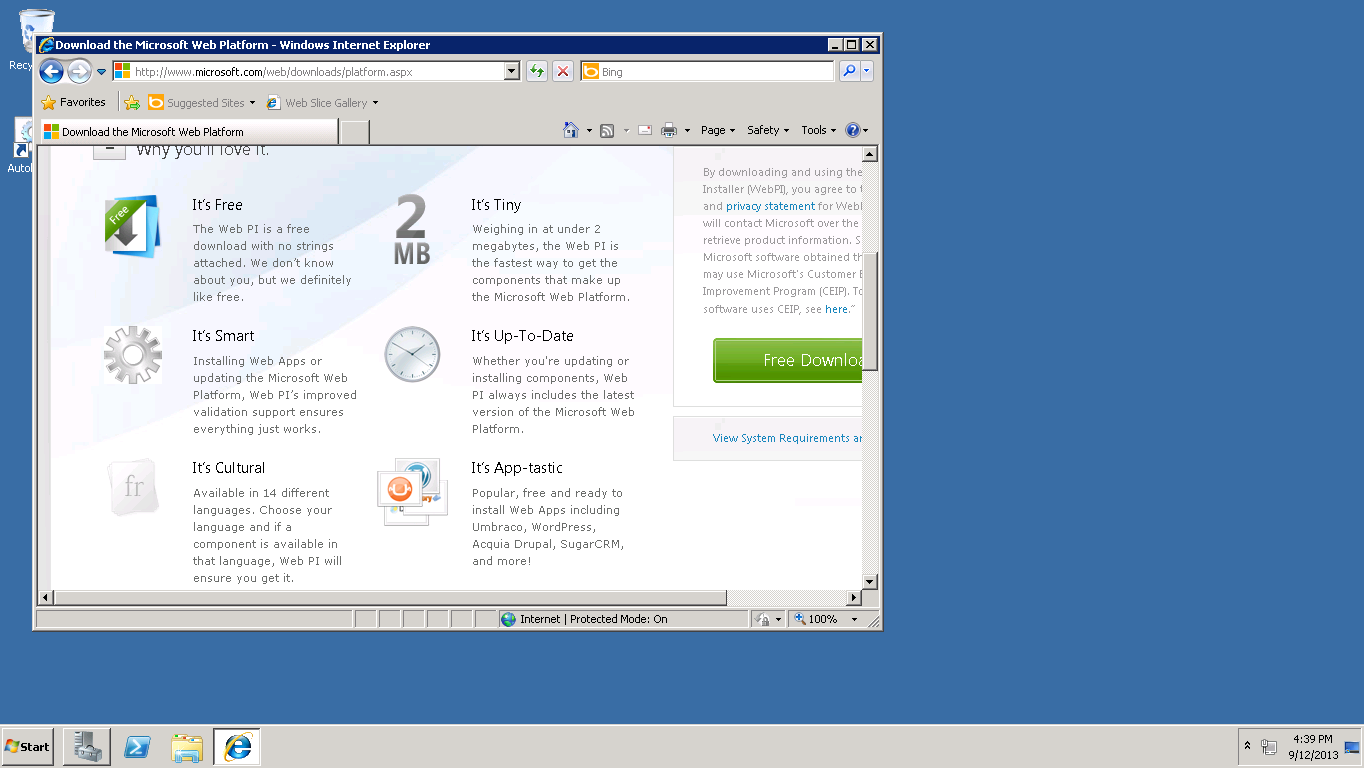 Recy
Autol
Download the Microsoft Web Platform - Windows Internet Explorer
http://www.microsoft.com/web/downloads/platform.aspx
Bing
Favorites
Suggested Sites
Web Slice Gallery
Download the Microsoft Web Platform
Page
Safety
Tools
Why you'll love it.
Free
It's Free
The Web PI is a free
download with no strings
attached. We don't know
about you, but we definitely
like free.
2
MB
It's Tiny
Weighing in at under 2
megabytes, the Web PI is
the fastest way to get the
components that make up
the Microsoft Web Platform.
It's Smart
Installing Web Apps or
updating the Microsoft Web
Platform, Web PI's improved
validation support ensures
everything just works.
It's Up-To-Date
Whether you're updating or
installing components, Web
PI always includes the latest
version of the Microsoft Web
Platform.
fr
It's Cultural
Available in 14 different
languages. Choose your
language and if a
component is available in
that language, Web PI will
ensure you get it.
It's App-tastic
Popular, free and ready to
install Web Apps including
Umbraco, WordPress,
Acquia Drupal, SugarCRM,
and more!
By downloading and using the
Installer (WebPI), you agree to
and privacy statement for
will contact Microsoft over the
retrieve product information. S
Microsoft software obtained
may use Microsoft's Customer E
Improvement Program (CEIP). To
software uses CEIP, see here."
Free Downloa
View System Requirements
Internet | Protected Mode: On
100%
Start
4:39 PM
9/12/2013